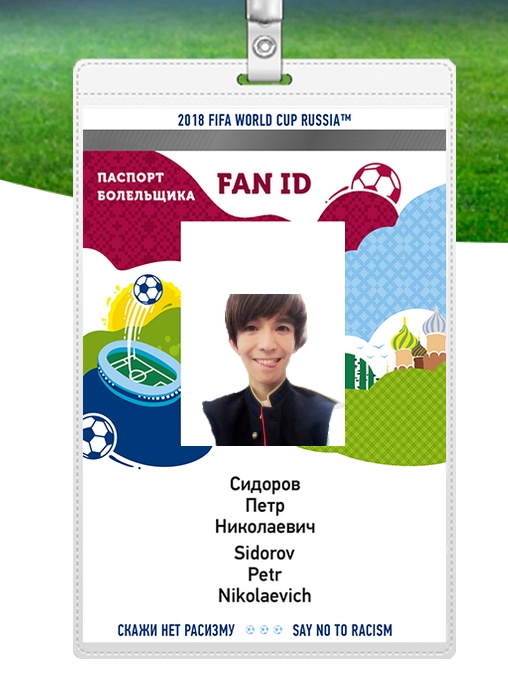 2018 FIFA WORLD CUP RUSSIA™
ПАСПОРТ
БОЛЕЛЬЩИКА
FAN ID
Сидоров
Петр
Николаевич
Sidorov
Petr
Nikolaevich
СКАЖИ НЕТ РАСИЗМУ SAY NO TO RACISM